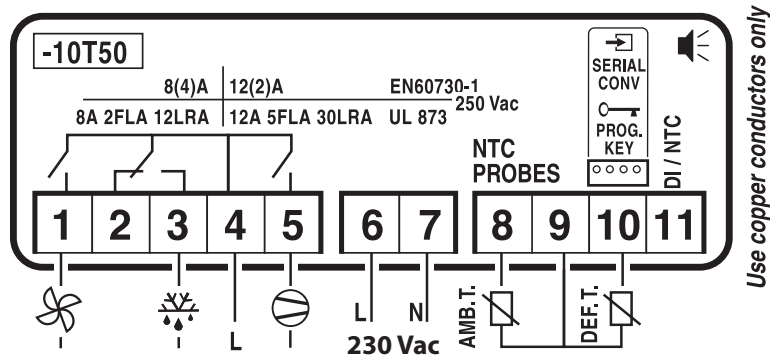 -10T50
8(4)A 12(2)A EN60730-1
250 Vac
8A 2FLA 12LRA 12A 5FLA 30LRA UL 873
SERIAL
CONV
PROG.
KEY
NTC
PROBES
DI / NTC
1 2 3 4 5 6 7 8 9 10 11
L
L N
230 Vac
AMB. T.
DEF. T.
Use copper conductors only